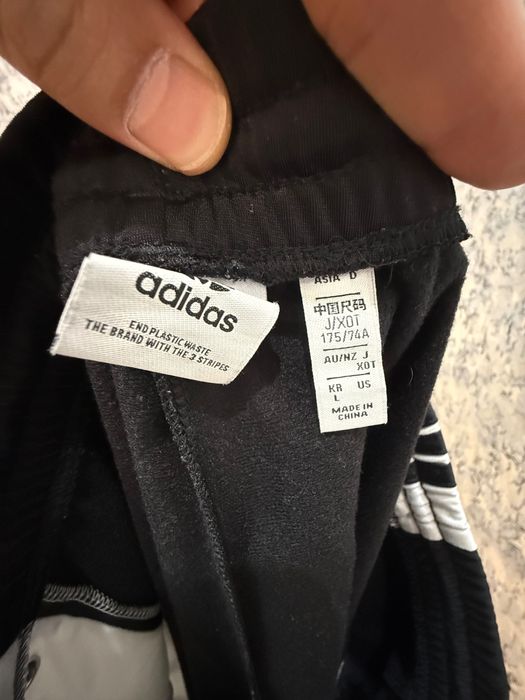 adidas
END PLASTIC WASTE
THE BRAND WITH THE 3 STRIPES
ASIA D
中国尺码
J/XOT
175/74A
AU/NZ J
XOT
KR US
L
MADE IN
CHINA